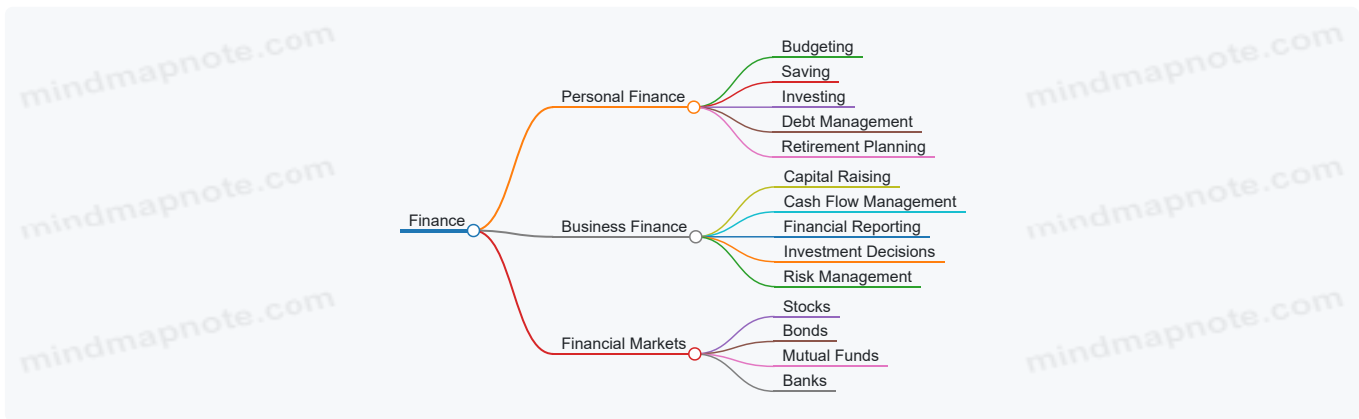 mindmapnote.com
mindmapnote.com
Budgeting
Saving
Personal Finance
Investing
Debt Management
Retirement Planning
mindmapnote.com
mindmapnote.com
Capital Raising
Cash Flow Management
Finance
Business Finance
Financial Reporting
Investment Decisions
Risk Management
mindmapnote.com
mindmapnote.com
Stocks
Bonds
Financial Markets
Mutual Funds
Banks